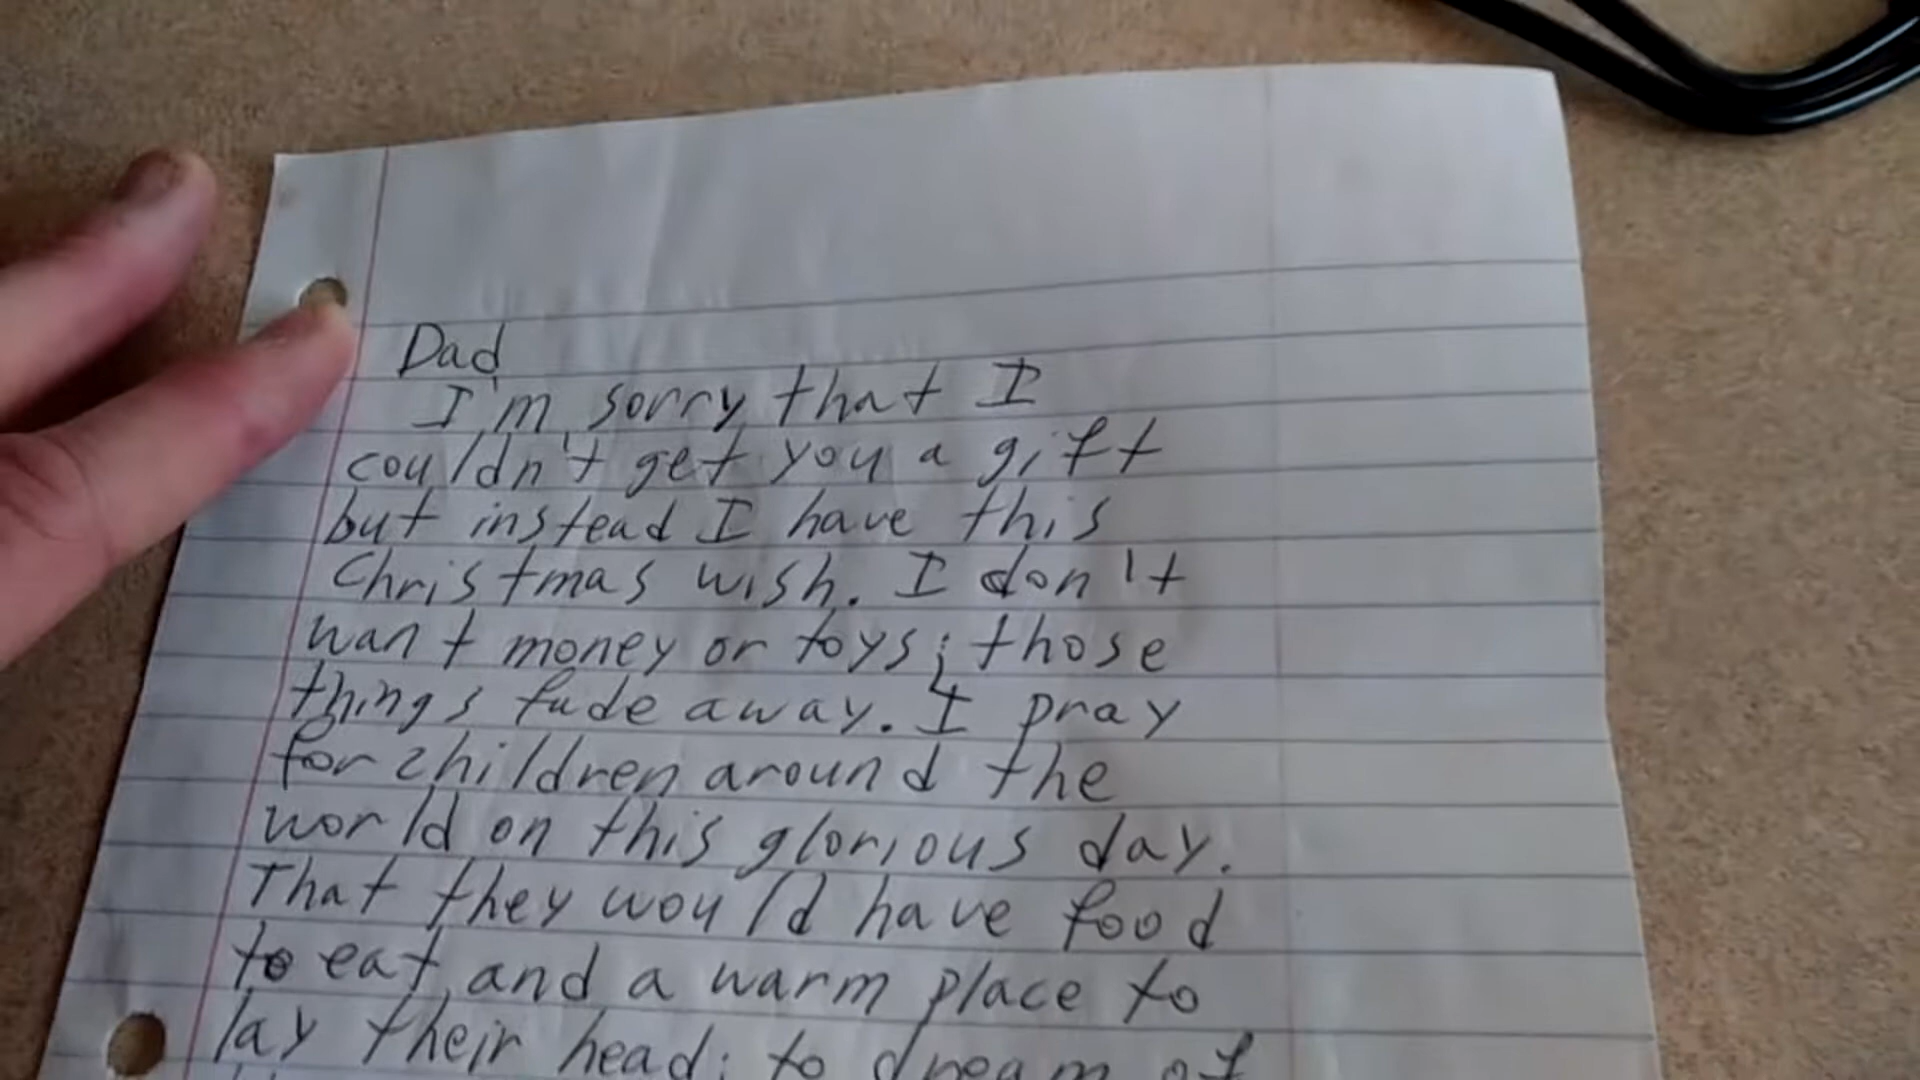 Dad
I'm sorry that I
couldn't get you a gift
but instead I have this
Christmas wish. I don't
want money or toys; those
things fade away. I pray
for children around the
world on this glorious day.
That they would have food
to eat and a warm place to
lay their head; to dream of